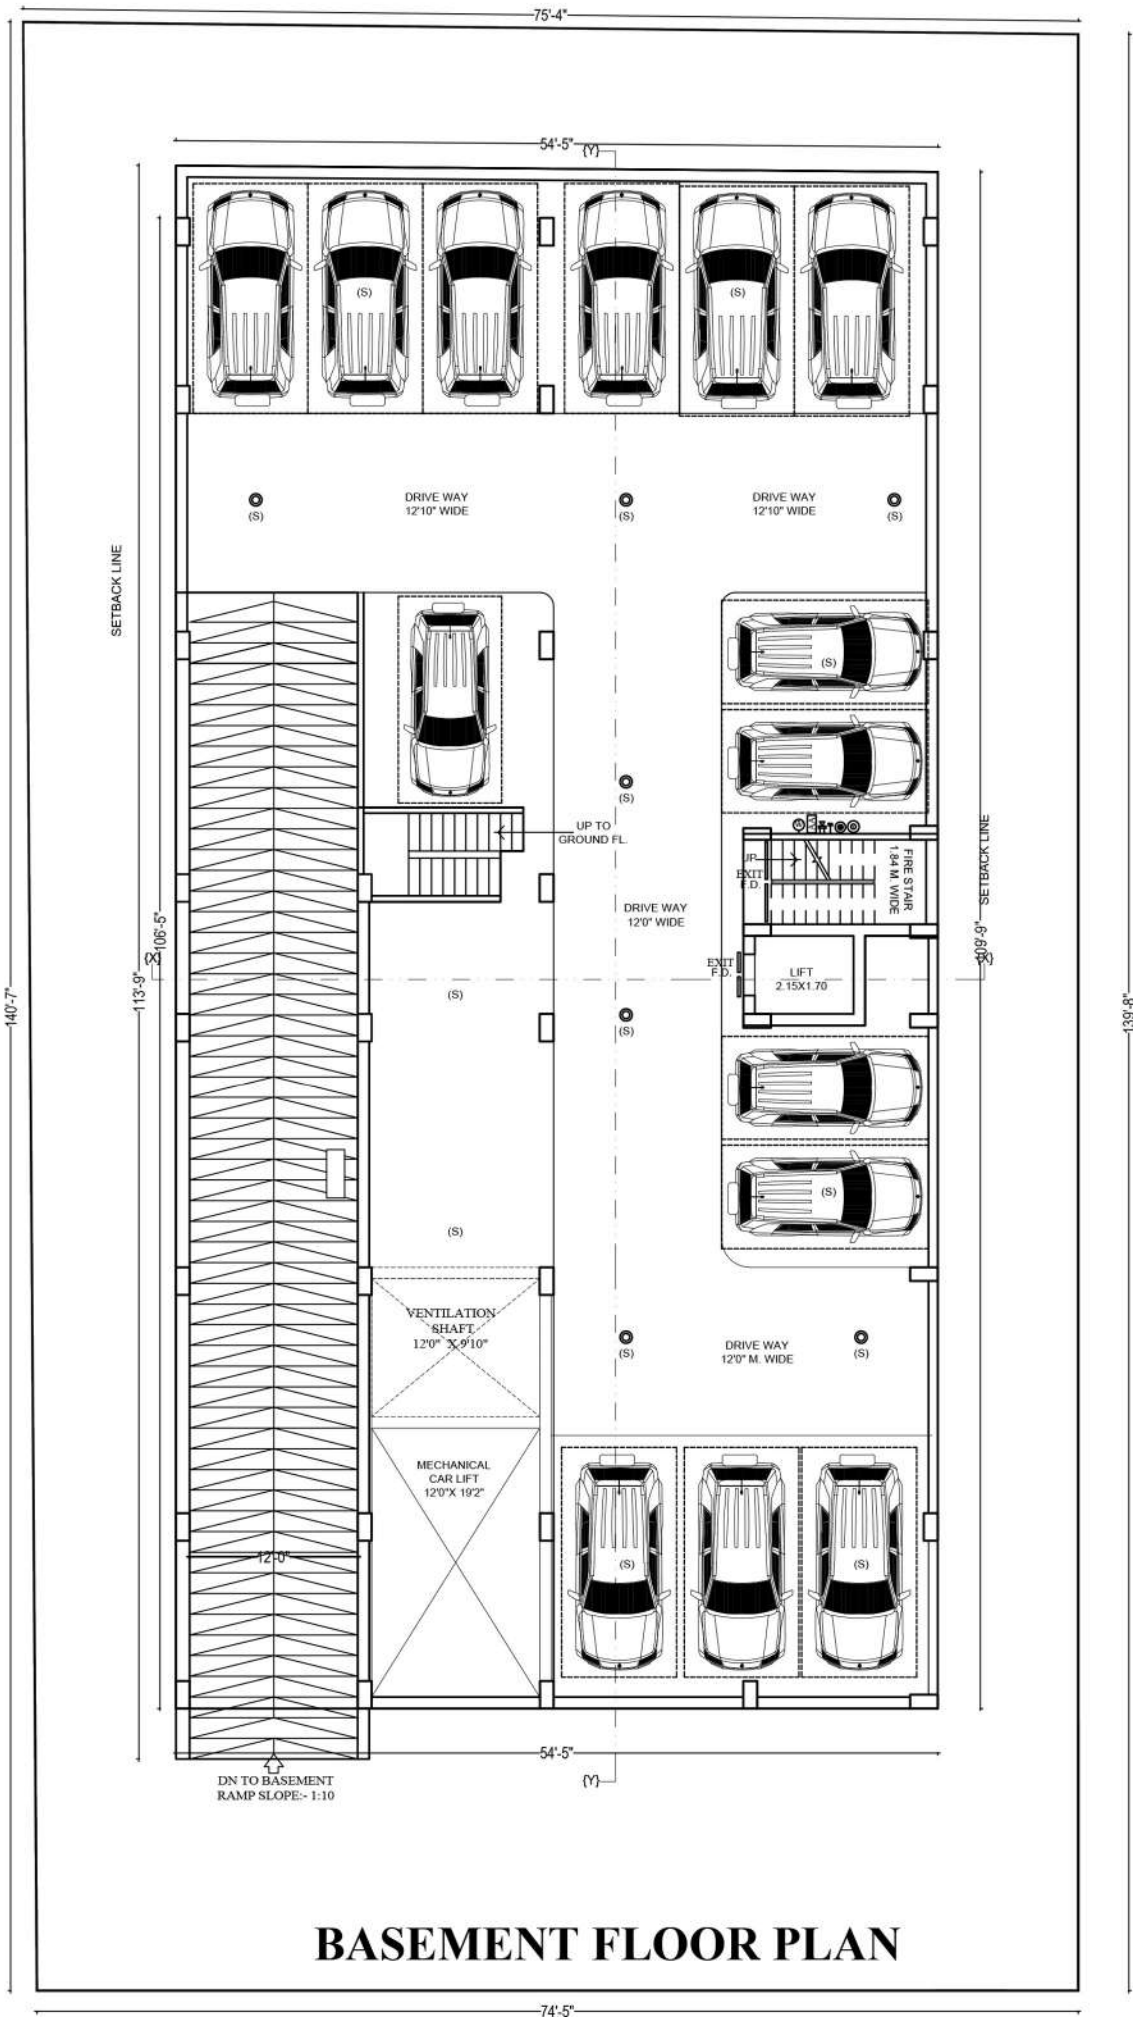 75'-4"
54'-5"
{Y}
(S)
(S)
DRIVE WAY
12'10" WIDE
DRIVE WAY
12'10" WIDE
(S)
(S)
(S)
SETBACK LINE
(S)
(S)
UP TO
GROUND FL.
UP
EXIT
F.D.
FIRE STAIR
1.84 M. WIDE
SETBACK LINE
DRIVE WAY
12'0" WIDE
106'-5"
109'-9"
{X}
{X}
EXIT
F.D.
LIFT
2.15X1.70
113'-9"
140'-7"
139'-8"
(S)
(S)
(S)
(S)
VENTILATION
SHAFT
12'0" X 9'10"
(S)
(S)
DRIVE WAY
12'0" M. WIDE
MECHANICAL
CAR LIFT
12'0"X 19'2"
12'-0"
(S)
(S)
54'-5"
{Y}
DN TO BASEMENT
RAMP SLOPE:- 1:10
BASEMENT FLOOR PLAN
74'-5"